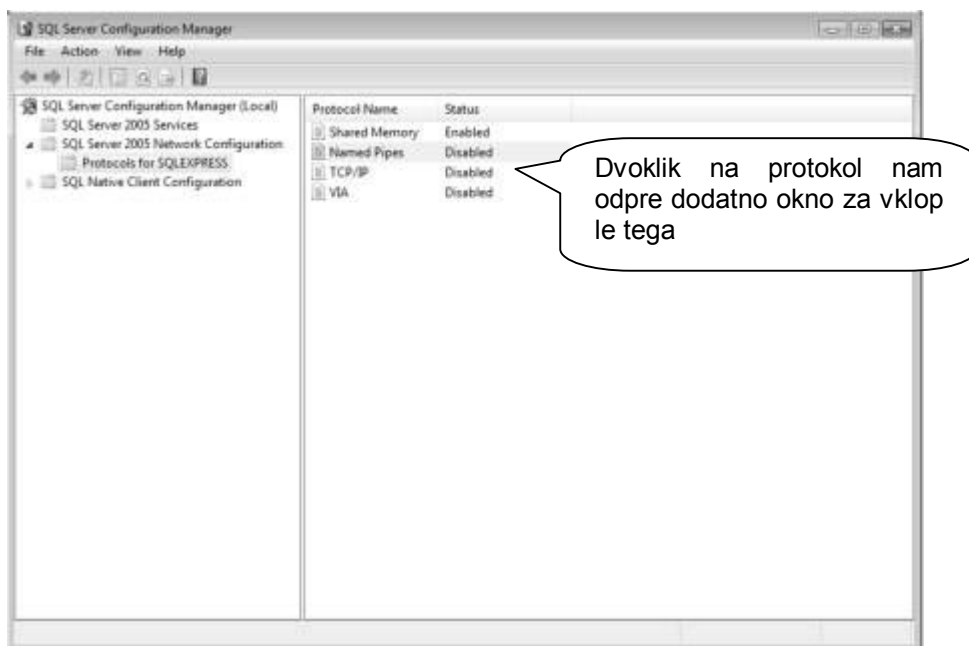 SQL Server Configuration Manager
File Action View Help
SQL Server Configuration Manager (Local)
SQL Server 2005 Services
SQL Server 2005 Network Configuration
Protocols for SQLEXPRESS
SQL Native Client Configuration
Protocol Name Status
Shared Memory Enabled
Named Pipes Disabled
TCP/IP Disabled
VIA Disabled
Dvoklik na protokol nam
odpre dodatno okno za vklop
le tega